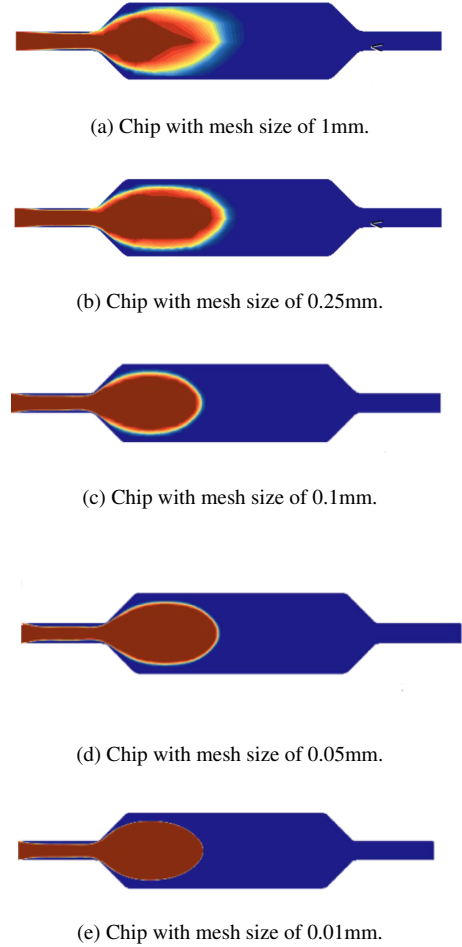 (a) Chip with mesh size of 1mm.
(b) Chip with mesh size of 0.25mm.
(c) Chip with mesh size of 0.1mm.
(d) Chip with mesh size of 0.05mm.
(e) Chip with mesh size of 0.01mm.